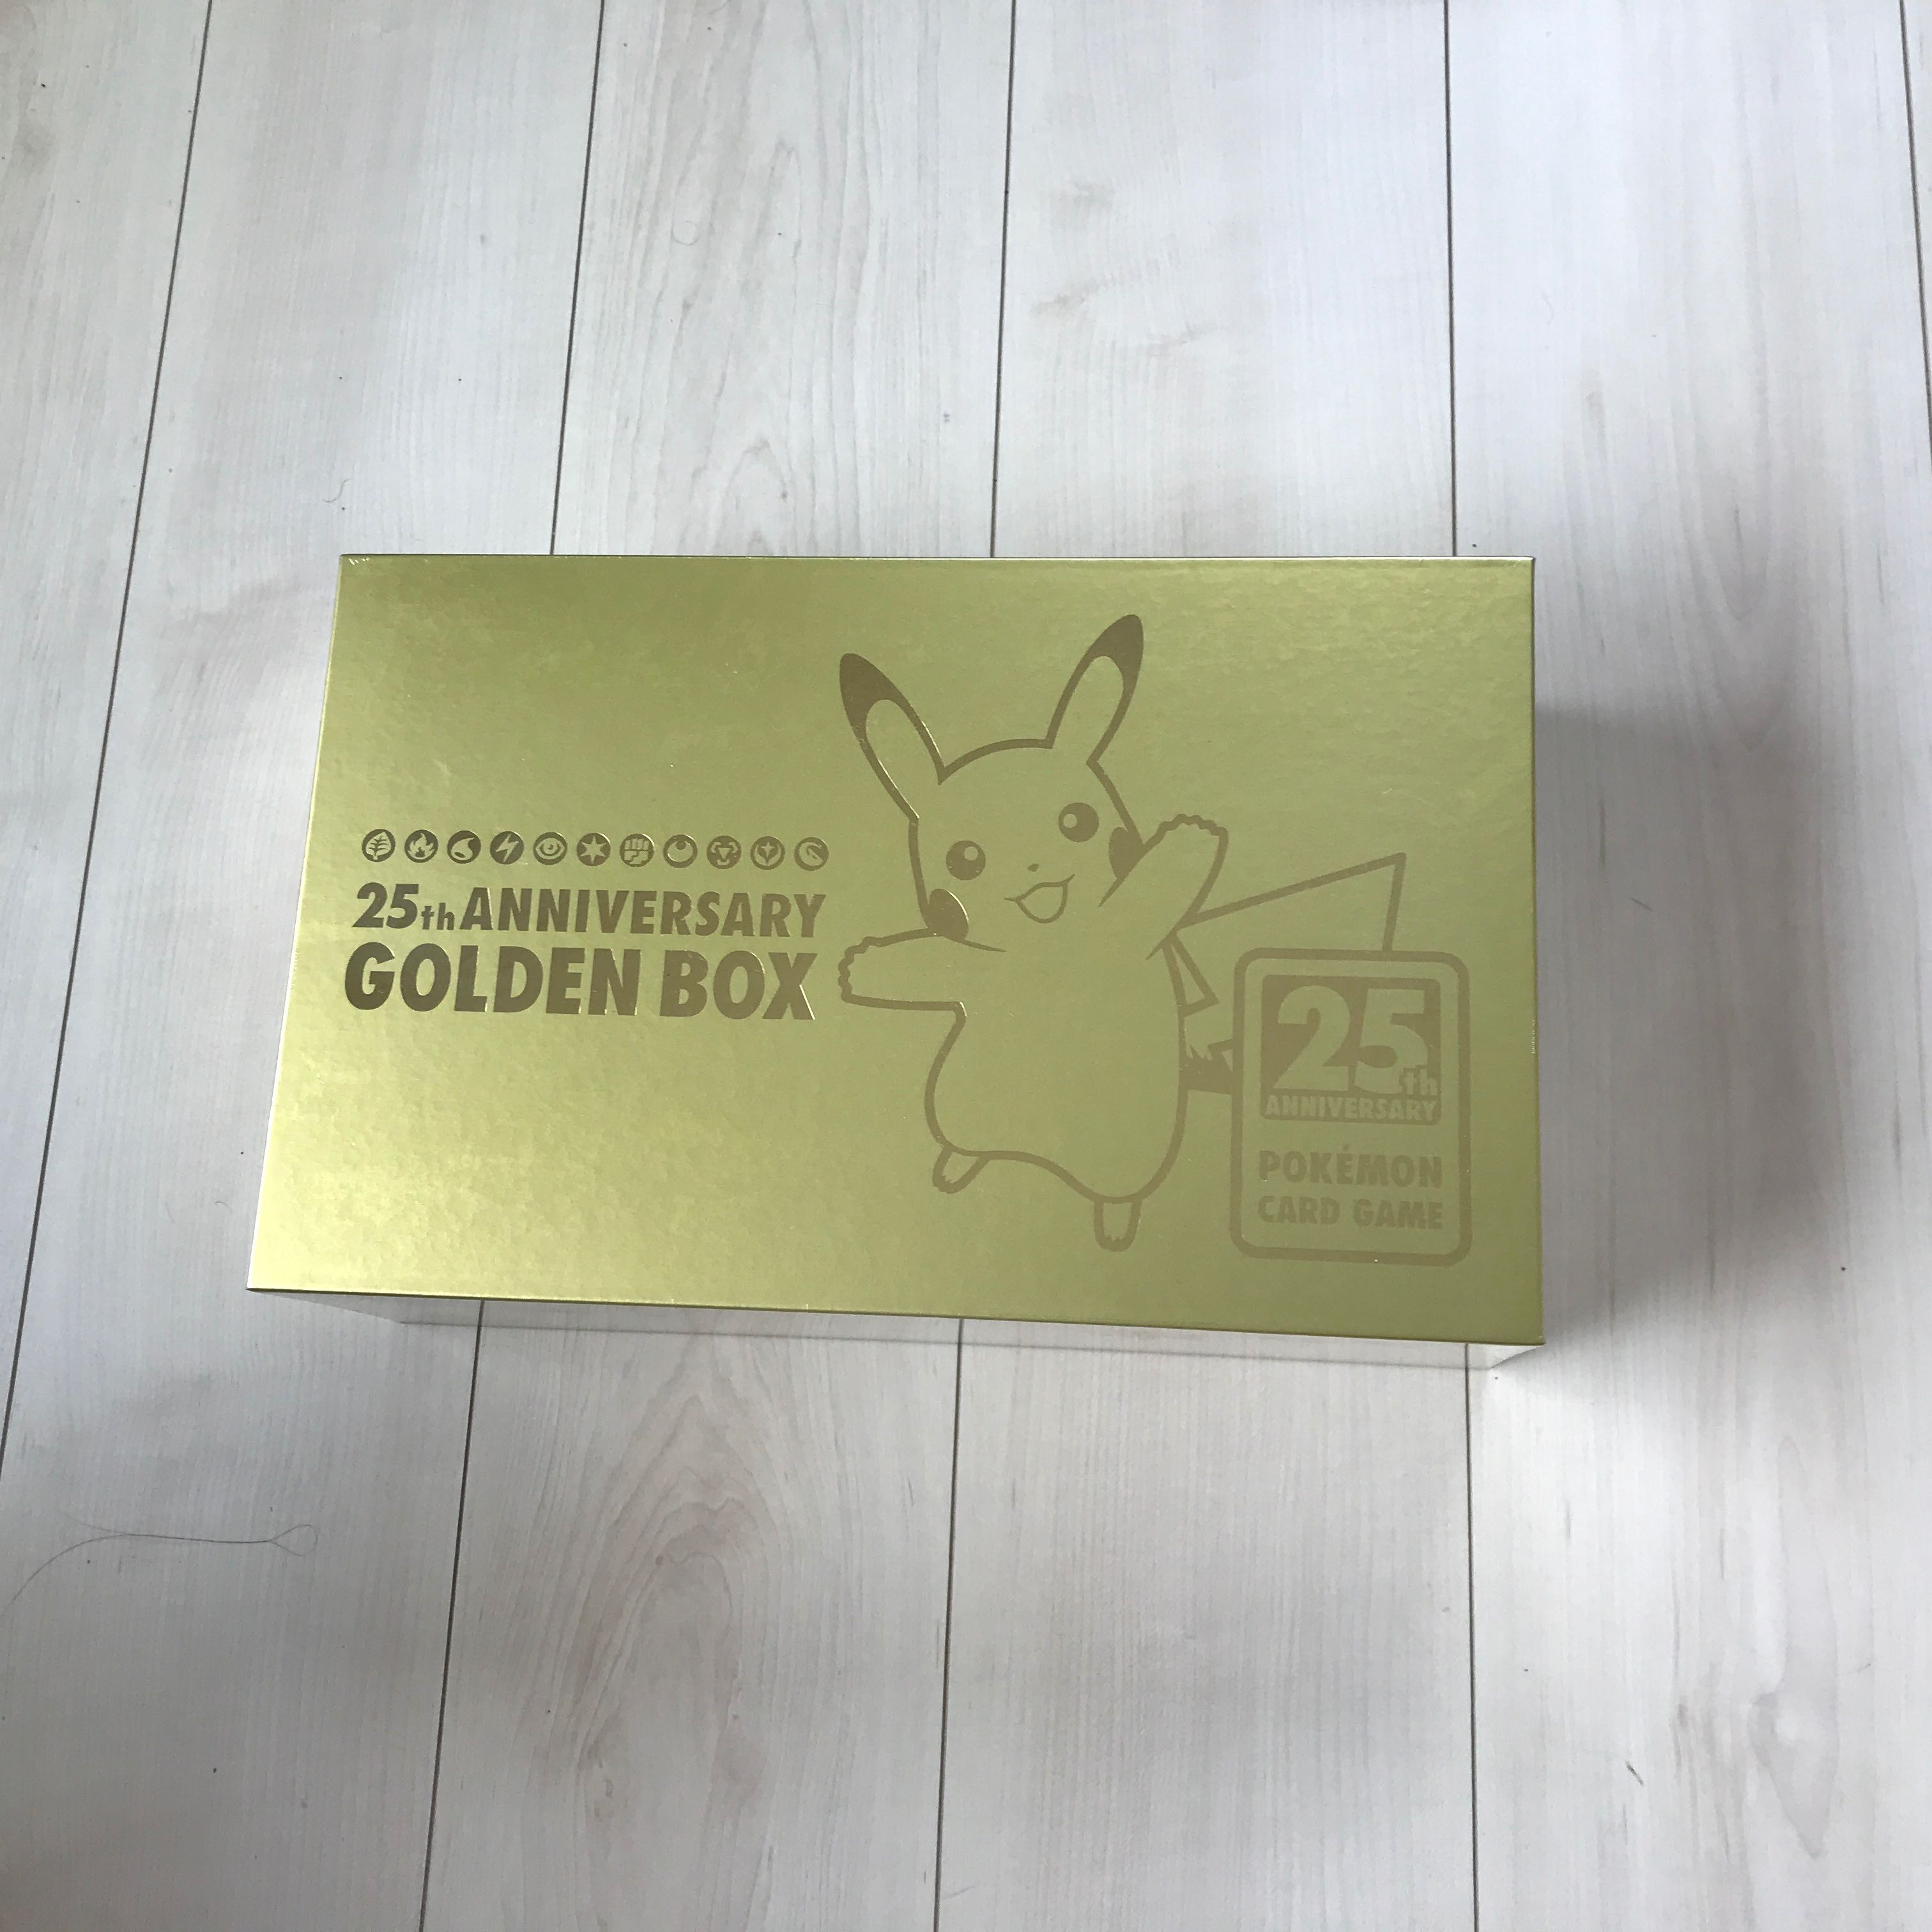 25th ANNIVERSARY
GOLDEN BOX
25th
ANNIVERSARY
POKÉMON
CARD GAME